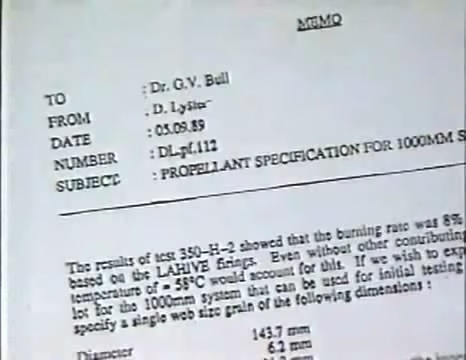 MEMO
TO : Dr. G.V. Bull
FROM : D. Lyster
DATE : 05.09.89
NUMBER : DL.pf.112
SUBJECT: : PROPELLANT SPECIFICATION FOR 1000MM S
The results of test 350-H-2 showed that the burning rate was 8%
based on the LAHIVE firings. Even without other contributing
temperature of = 58°C would account for this. If we wish to exp
lot for the 1000mm system that can be used for initial testing
specify a single web size grain of the following dimensions :
Diameter 143.7 mm
6.2 mm